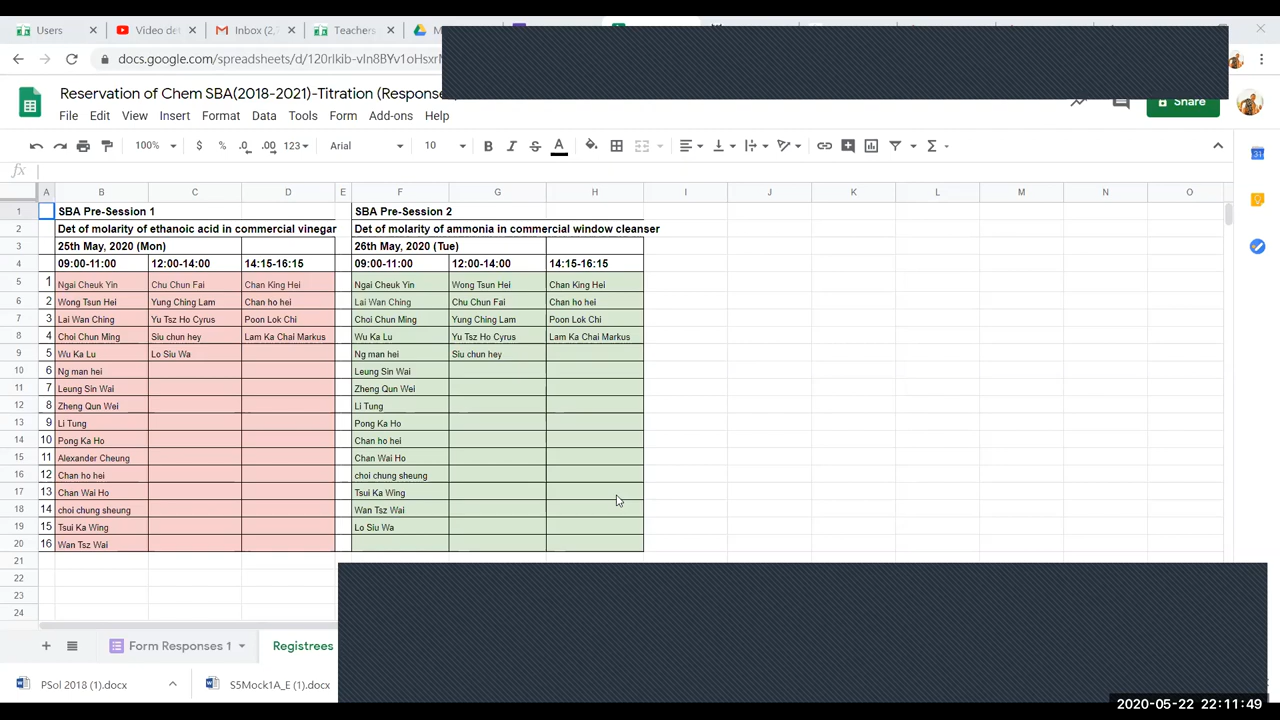 Users
Video de
Inbox (2,
Teachers
docs.google.com/spreadsheets/d/120rlkib-vIn8BYv1oHsxr
Reservation of Chem SBA(2018-2021)-Titration (Respons
Share
File Edit View Insert Format Data Tools Form Add-ons Help
100% $ % .0 .00 123 Arial 10 B I S A Σ
fx
31
A B C D E F G H I J K L M N O
1 SBA Pre-Session 1 SBA Pre-Session 2
2 Det of molarity of ethanoic acid in commercial vinegar Det of molarity of ammonia in commercial window cleanser
3 25th May, 2020 (Mon) 26th May, 2020 (Tue)
4 09:00-11:00 12:00-14:00 14:15-16:15 09:00-11:00 12:00-14:00 14:15-16:15
5 1 Ngai Cheuk Yin Chu Chun Fai Chan King Hei Ngai Cheuk Yin Wong Tsun Hei Chan King Hei
6 2 Wong Tsun Hei Yung Ching Lam Chan ho hei Lai Wan Ching Chu Chun Fai Chan ho hei
7 3 Lai Wan Ching Yu Tsz Ho Cyrus Poon Lok Chi Choi Chun Ming Yung Ching Lam Poon Lok Chi
8 4 Choi Chun Ming Siu chun hey Lam Ka Chai Markus Wu Ka Lu Yu Tsz Ho Cyrus Lam Ka Chai Markus
9 5 Wu Ka Lu Lo Siu Wa Ng man hei Siu chun hey
10 6 Ng man hei Leung Sin Wai
11 7 Leung Sin Wai Zheng Qun Wei
12 8 Zheng Qun Wei Li Tung
13 9 Li Tung Pong Ka Ho
14 10 Pong Ka Ho Chan ho hei
15 11 Alexander Cheung Chan Wai Ho
16 12 Chan ho hei choi chung sheung
17 13 Chan Wai Ho Tsui Ka Wing
18 14 choi chung sheung Wan Tsz Wai
19 15 Tsui Ka Wing Lo Siu Wa
20 16 Wan Tsz Wai
21
22
23
24
Form Responses 1 Registrees
PSol 2018 (1).docx S5Mock1A_E (1).docx
2020-05-22 22:11:49